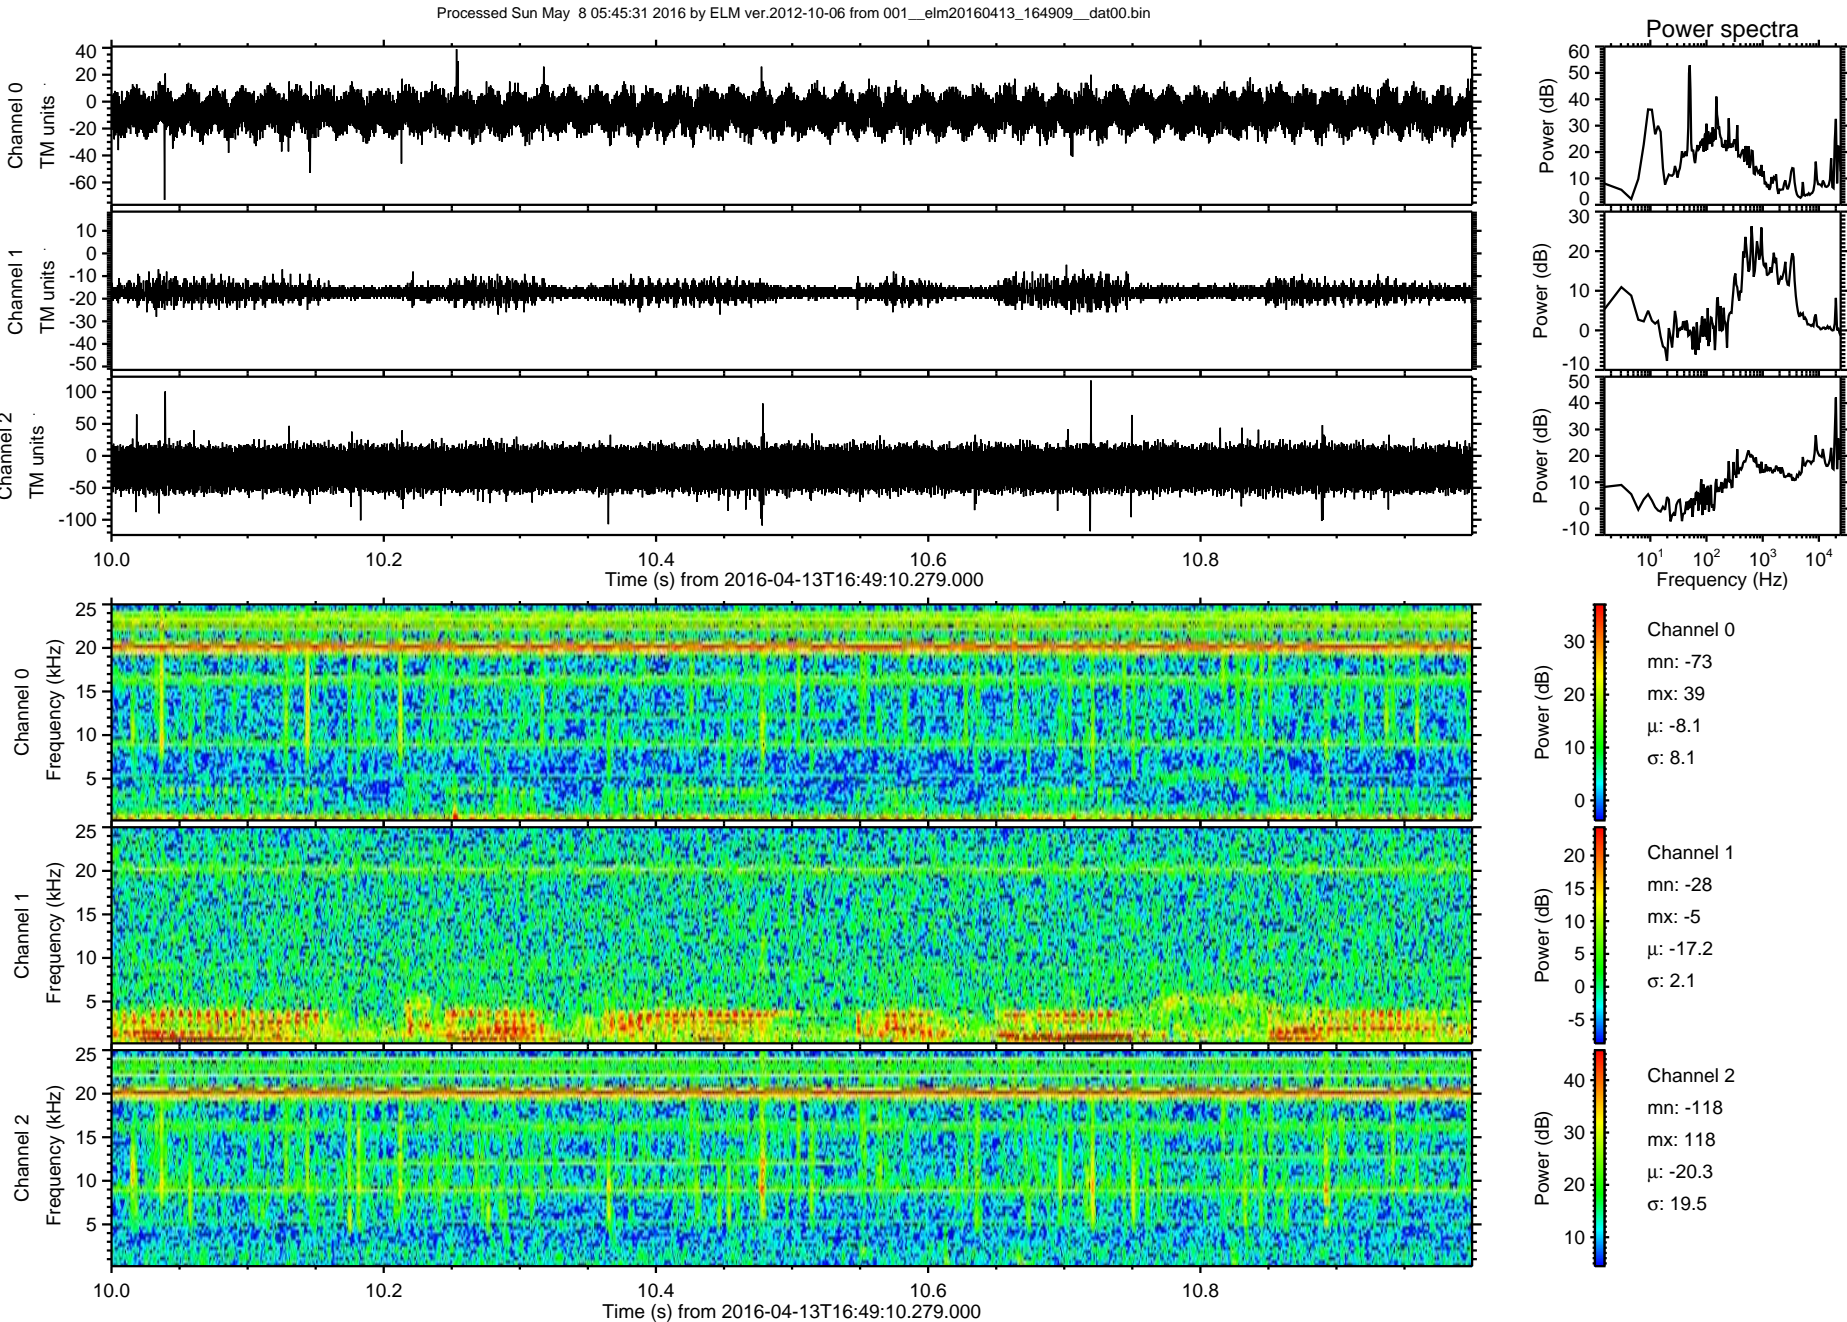 Processed Sun May  8 05:45:31 2016 by ELM ver.2012-10-06 from 001__elm20160413_164909__dat00.bin
Power spectra
Channel 0
TM units
40
20
0
-20
-40
-60
Power (dB)
60
50
40
30
20
10
0
Channel 1
TM units
10
0
-10
-20
-30
-40
-50
Power (dB)
30
20
10
0
-10
Channel 2
TM units
100
50
0
-50
-100
Power (dB)
50
40
30
20
10
0
-10
10.0 10.2 10.4 10.6 10.8
Time (s) from 2016-04-13T16:49:10.279.000
10^1 10^2 10^3 10^4
Frequency (Hz)
Channel 0
Frequency (kHz)
25
20
15
10
5
Power (dB)
30
20
10
0
Channel 0
mn: -73
mx: 39
μ: -8.1
σ: 8.1
Channel 1
Frequency (kHz)
25
20
15
10
5
Power (dB)
20
15
10
5
0
-5
Channel 1
mn: -28
mx: -5
μ: -17.2
σ: 2.1
Channel 2
Frequency (kHz)
25
20
15
10
5
Power (dB)
40
30
20
10
Channel 2
mn: -118
mx: 118
μ: -20.3
σ: 19.5
10.0 10.2 10.4 10.6 10.8
Time (s) from 2016-04-13T16:49:10.279.000